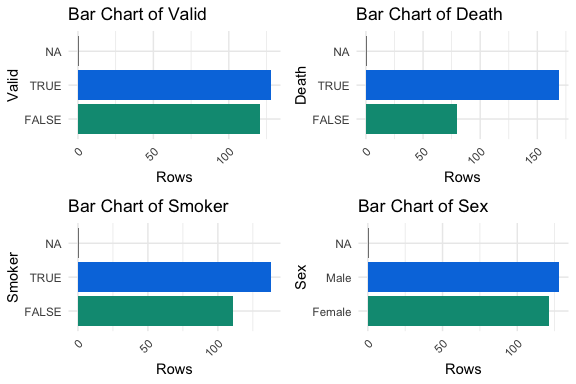 Bar Chart of Valid
Valid
NA
TRUE
FALSE
0
50
100
Rows
Bar Chart of Death
Death
NA
TRUE
FALSE
0
50
100
150
Rows
Bar Chart of Smoker
Smoker
NA
TRUE
FALSE
0
50
100
Rows
Bar Chart of Sex
Sex
NA
Male
Female
0
50
100
Rows